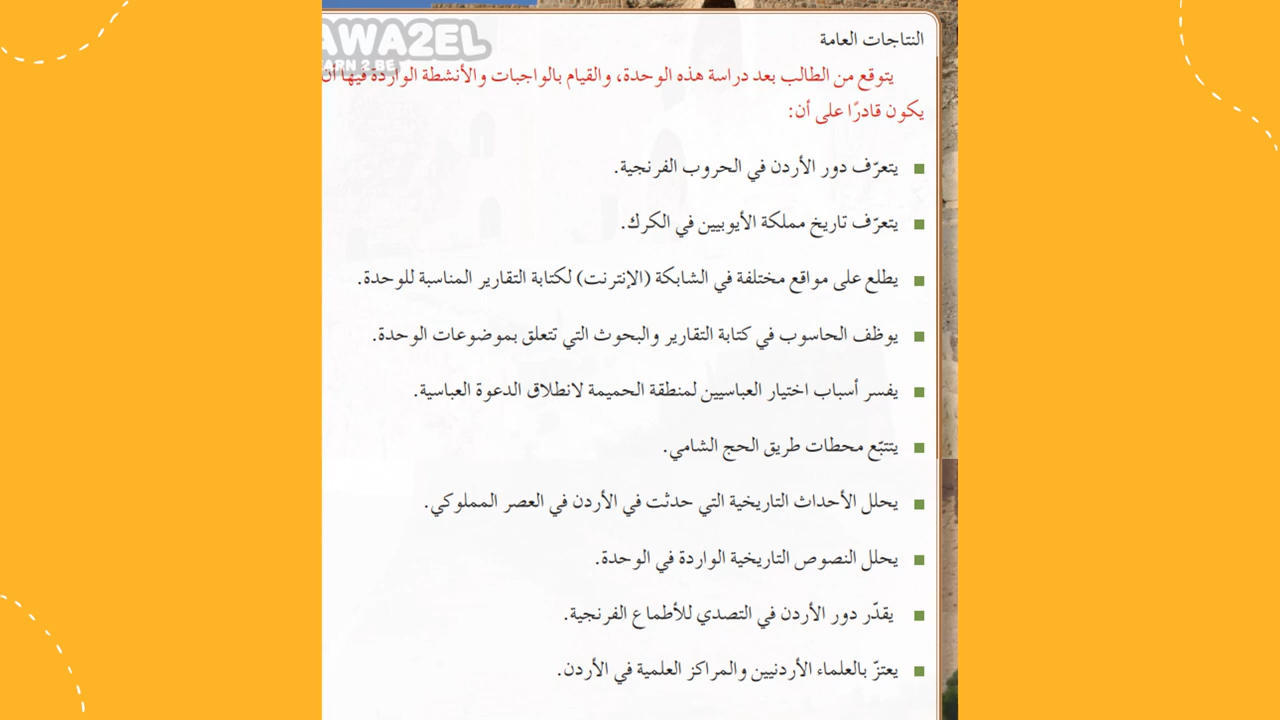 النتاجات العامة
AWA2EL
EARN 2 BE
يتوقع من الطالب بعد دراسة هذه الوحدة، والقيام بالواجبات والأنشطة الواردة فيها أن
يكون قادرًا على أن:
يتعرّف دور الأردن في الحروب الفرنجية.
يتعرّف تاريخ مملكة الأيوبيين في الكرك.
يطلع على مواقع مختلفة في الشابكة (الإنترنت) لكتابة التقارير المناسبة للوحدة.
يوظف الحاسوب في كتابة التقارير والبحوث التي تتعلق بموضوعات الوحدة.
يفسر أسباب اختيار العباسيين لمنطقة الحميمة لانطلاق الدعوة العباسية.
يتتبّع محطات طريق الحج الشامي.
يحلل الأحداث التاريخية التي حدثت في الأردن في العصر المملوكي.
يحلل النصوص التاريخية الواردة في الوحدة.
يقدّر دور الأردن في التصدي للأطماع الفرنجية.
يعتزّ بالعلماء الأردنيين والمراكز العلمية في الأردن.